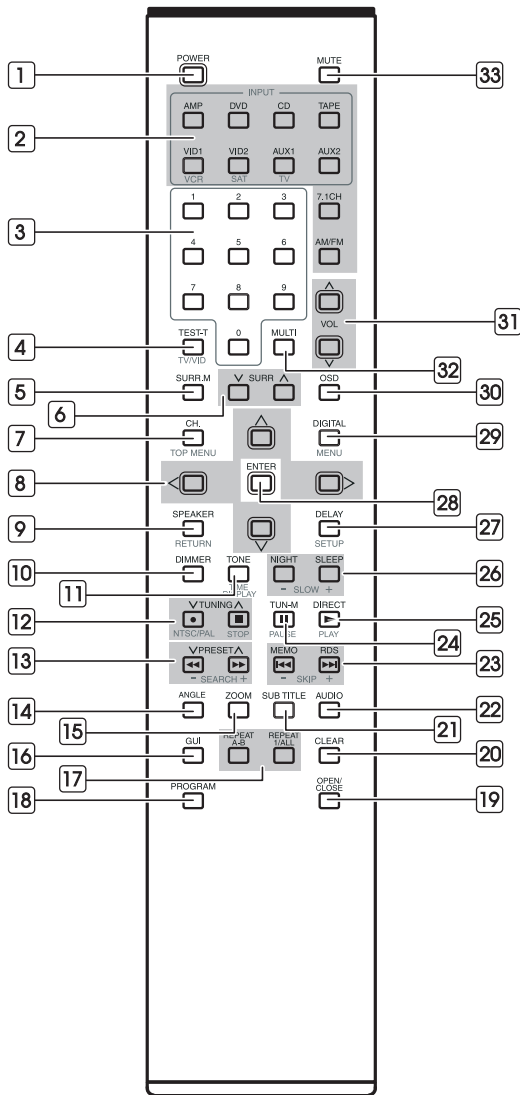 POWER MUTE
1 33
INPUT
AMP DVD CD TAPE
2
VID1 VID2 AUX1 AUX2
VCR SAT TV
1 2 3 7.1CH
3
4 5 6 AM/FM
7 8 9
VOL 31
4 TEST-T 0 MULTI
TV/VID
32
5 SURR.M SURR OSD 30
6
7 CH. DIGITAL 29
TOP MENU MENU
8 ENTER
28
9 SPEAKER DELAY 27
RETURN SETUP
10 DIMMER TONE NIGHT SLEEP 26
11 TIME DISPLAY - SLOW +
12 TUNING TUN-M DIRECT 25
NTSC/PAL STOP PAUSE PLAY
24
13 PRESET MEMO RDS 23
- SEARCH + - SKIP +
14 ANGLE ZOOM SUB TITLE AUDIO 22
15 21
16 GUI REPEAT A-B REPEAT 1/ALL CLEAR 20
17
18 PROGRAM OPEN/CLOSE 19